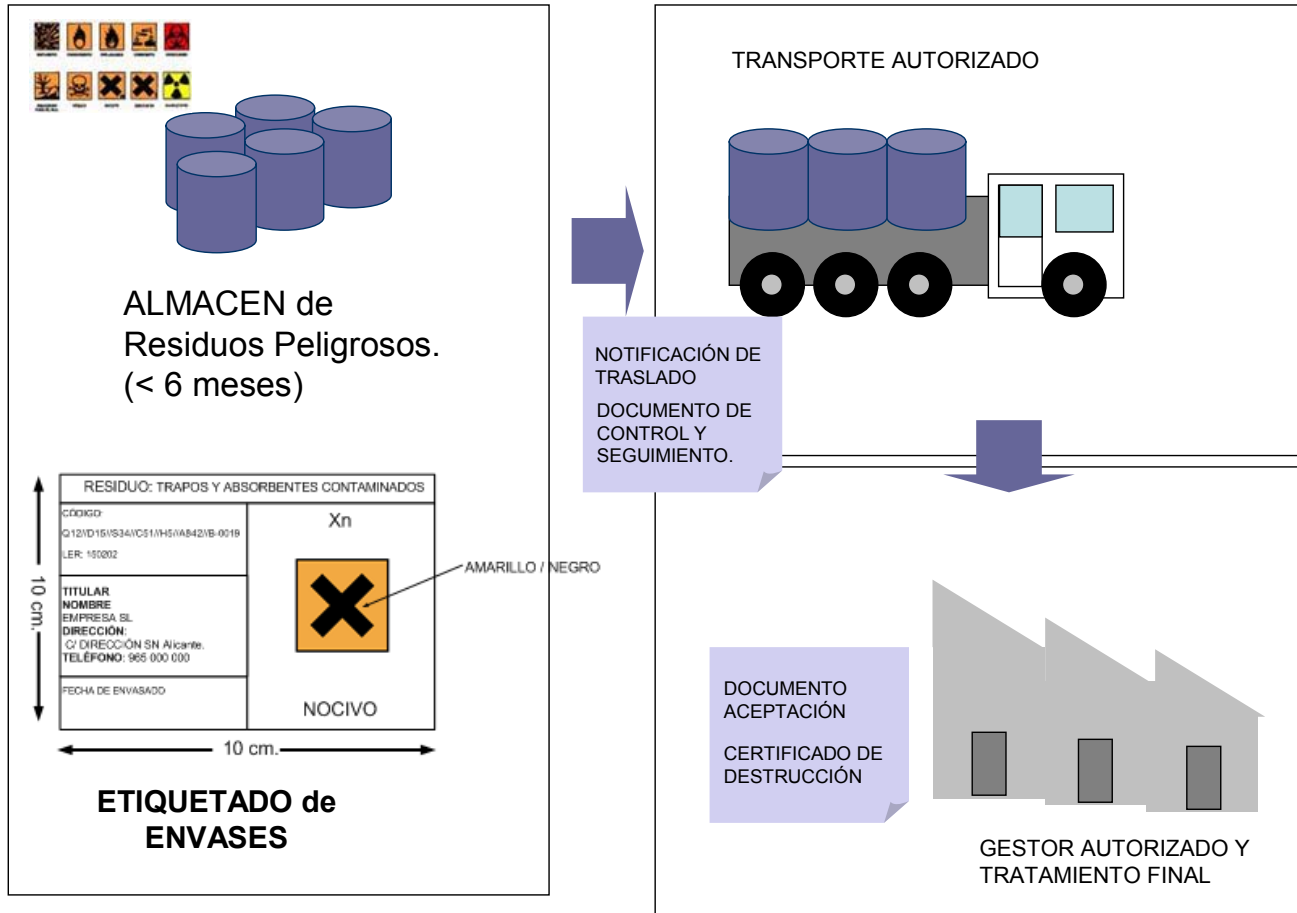 ALMACEN de
Residuos Peligrosos.
(< 6 meses)
RESIDUO: TRAPOS Y ABSORBENTES CONTAMINADOS
CÓDIGO:
Q12//D15//S34//C51//H5//A842//B-0019
LER: 150202
TITULAR
NOMBRE
EMPRESA SL
DIRECCIÓN:
C/ DIRECCIÓN SN Alicante.
TELÉFONO: 965 000 000
FECHA DE ENVASADO
Xn
NOCIVO
AMARILLO / NEGRO
10 cm.
10 cm.
ETIQUETADO de
ENVASES
TRANSPORTE AUTORIZADO
NOTIFICACIÓN DE
TRASLADO
DOCUMENTO DE
CONTROL Y
SEGUIMIENTO.
DOCUMENTO
ACEPTACIÓN
CERTIFICADO DE
DESTRUCCIÓN
GESTOR AUTORIZADO Y
TRATAMIENTO FINAL